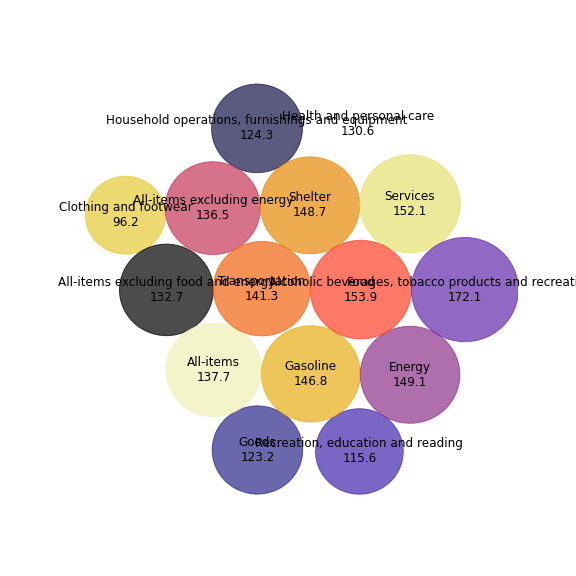 Health and personal care
130.6
Household operations, furnishings and equipment
124.3
Shelter
148.7
Services
152.1
All-items excluding energy
136.5
Clothing and footwear
96.2
All-items excluding food and energy
132.7
Transportation
141.3
Food
153.9
Alcoholic beverages, tobacco products and recreati
172.1
All-items
137.7
Gasoline
146.8
Energy
149.1
Goods
123.2
Recreation, education and reading
115.6